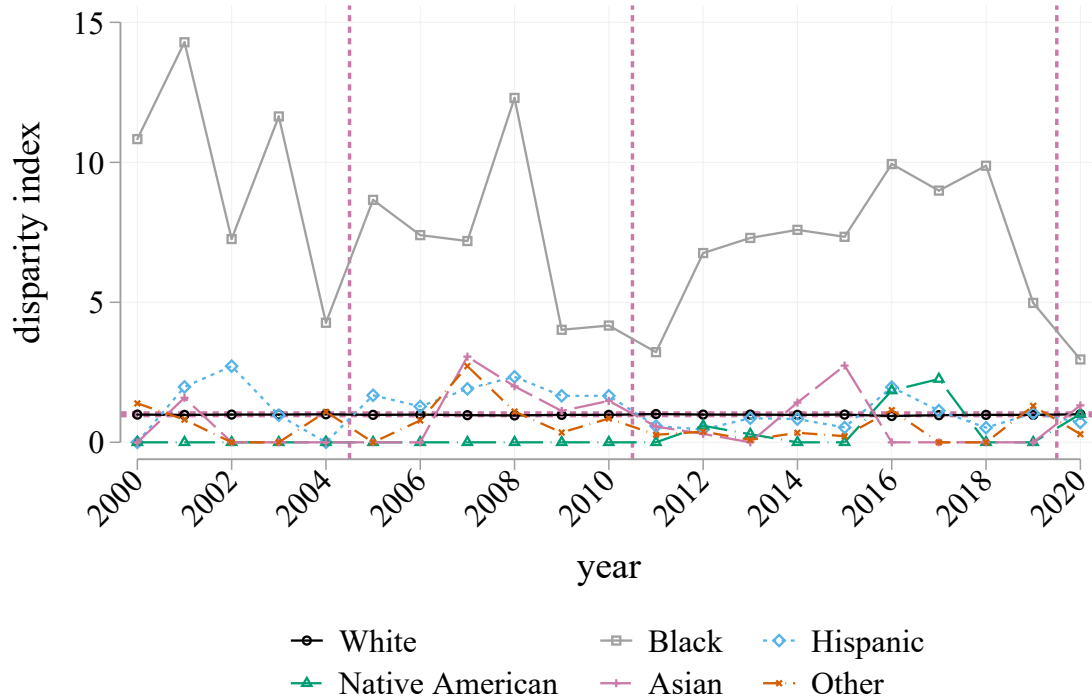 15
10
5
0
disparity index
2000 2002 2004 2006 2008 2010 2012 2014 2016 2018 2020
year
White Black Hispanic
Native American Asian Other